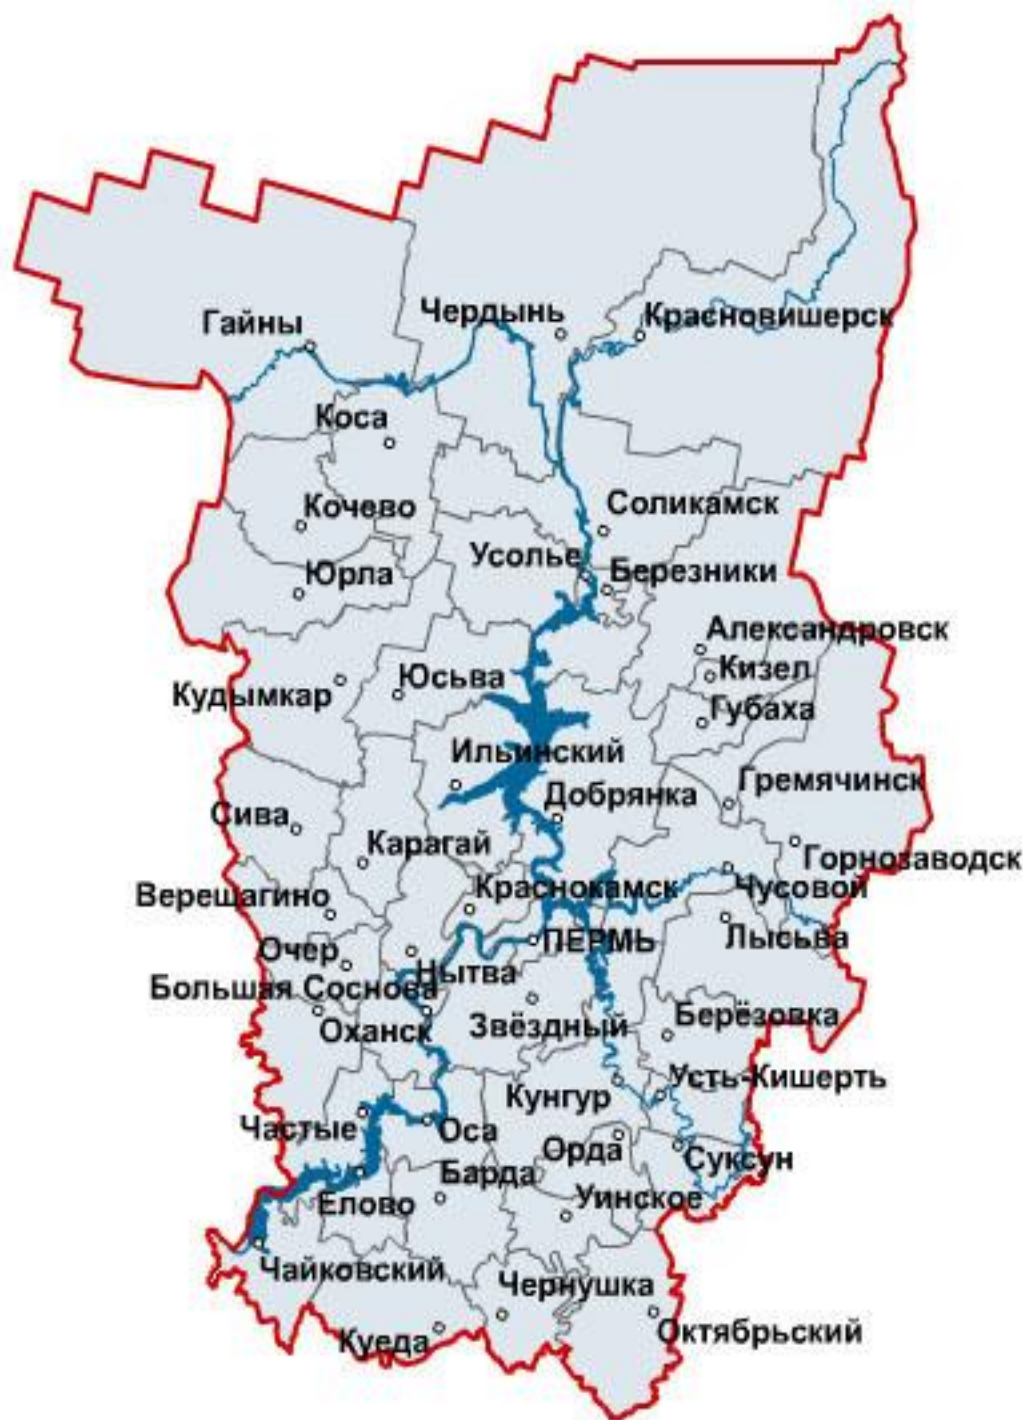 Чердынь
Красновишерск
Гайны
Коса
Кочево
Соликамск
Усолье
Березники
Юрла
Александровск
Кизел
Юсьва
Кудымкар
Губаха
Ильинский
Гремячинск
Добрянка
Сива
Карагай
Горнозаводск
Краснокамск
Чусовой
Верещагино
Лысьва
ПЕРМЬ
Очер
Нытва
Большая Соснова
Оханск
Звёздный
Берёзовка
Усть-Кишерть
Кунгур
Частые
Оса
Орда
Суксун
Барда
Елово
Уинское
Чайковский
Чернушка
Куеда
Октябрьский